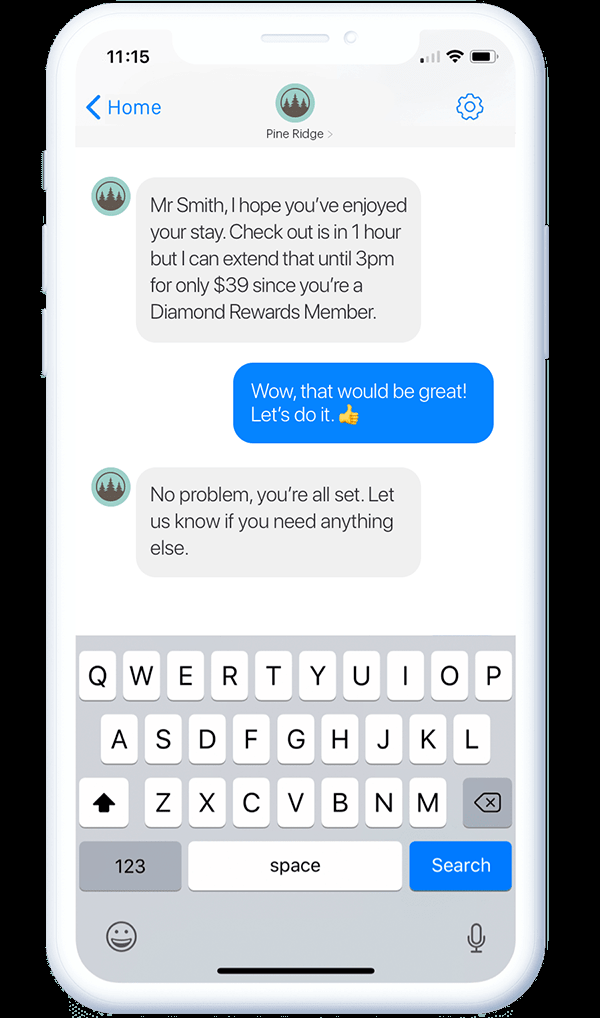 11:15
Home
Pine Ridge
Mr Smith, I hope you’ve enjoyed
your stay. Check out is in 1 hour
but I can extend that until 3pm
for only $39 since you’re a
Diamond Rewards Member.
Wow, that would be great!
Let’s do it. 👍
No problem, you’re all set. Let
us know if you need anything
else.
Q W E R T Y U I O P
A S D F G H J K L
Z X C V B N M
123 space Search